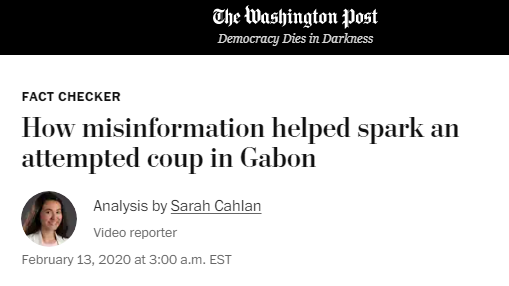 The Washington Post
Democracy Dies in Darkness
FACT CHECKER
How misinformation helped spark an
attempted coup in Gabon
Analysis by Sarah Cahlan
Video reporter
February 13, 2020 at 3:00 a.m. EST